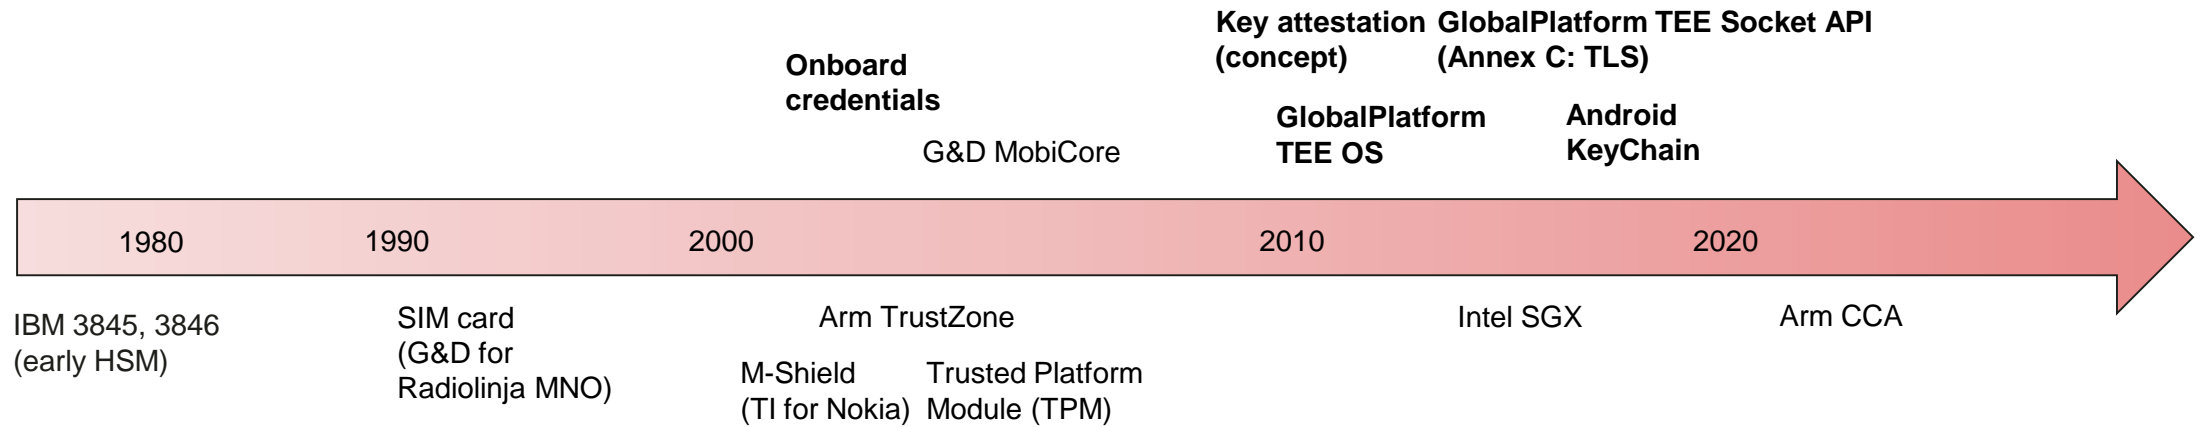 Key attestation
(concept)
GlobalPlatform TEE Socket API
(Annex C: TLS)
Onboard
credentials
GlobalPlatform
TEE OS
Android
KeyChain
G&D MobiCore
1980
1990
2000
2010
2020
IBM 3845, 3846
(early HSM)
SIM card
(G&D for
Radiolinja MNO)
Arm TrustZone
M-Shield
(TI for Nokia)
Trusted Platform
Module (TPM)
Intel SGX
Arm CCA